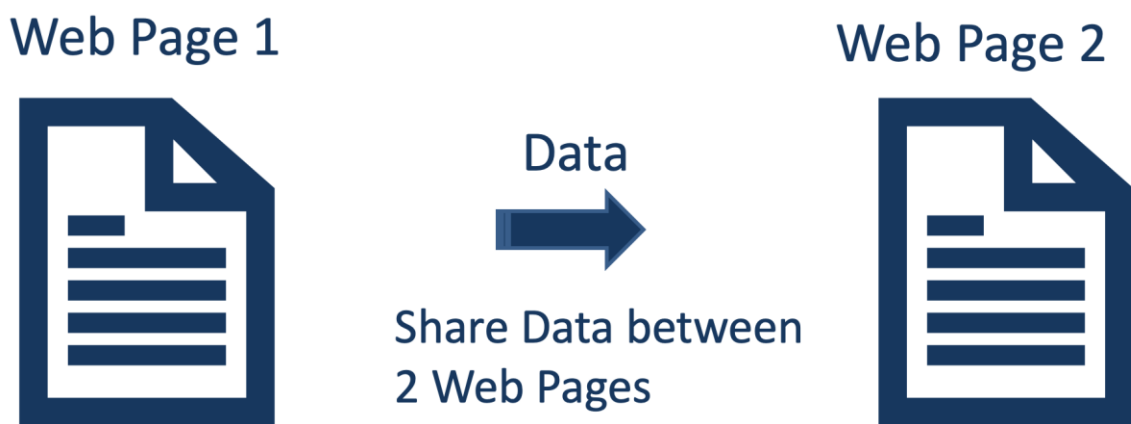 Web Page 1
Web Page 2
Data
Share Data between
2 Web Pages